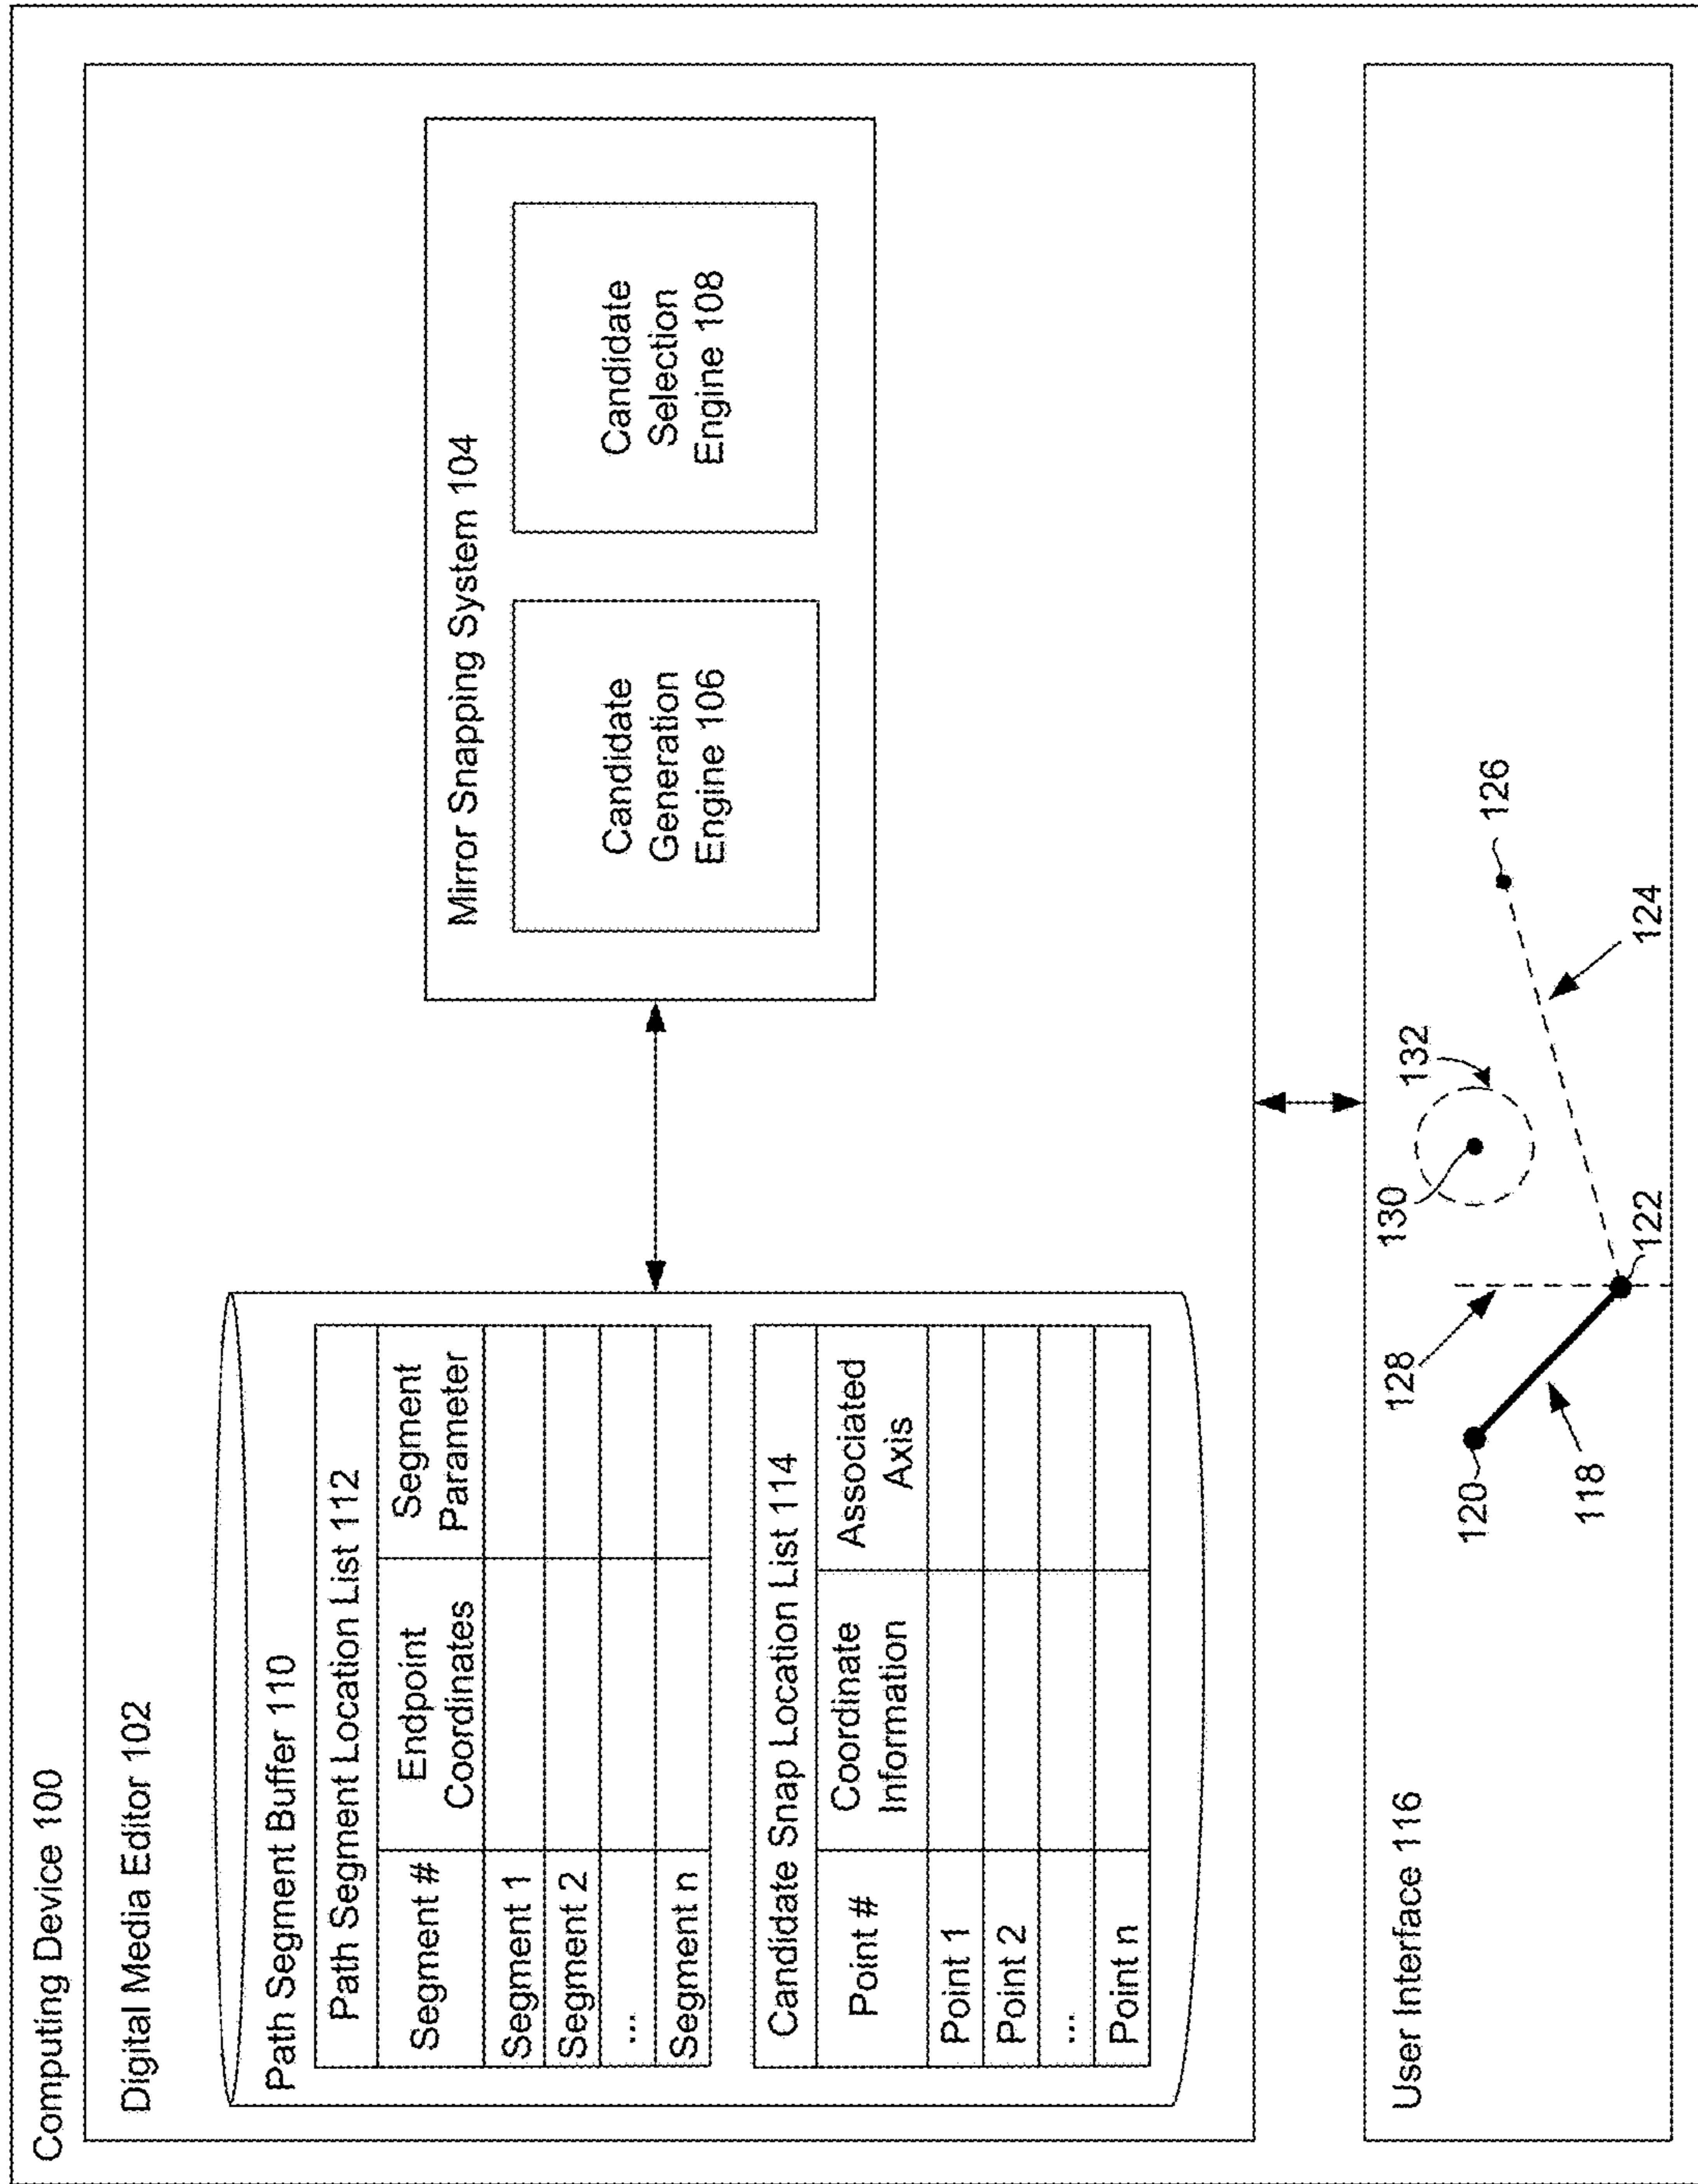 Computing Device 100
Digital Media Editor 102
Path Segment Buffer 110
Path Segment Location List 112
Segment #
Endpoint
Coordinates
Segment
Parameter
Segment 1
Segment 2
...
Segment n
Candidate Snap Location List 114
Point #
Coordinate
Information
Associated
Axis
Point 1
Point 2
...
Point n
Mirror Snapping System 104
Candidate
Generation
Engine 106
Candidate
Selection
Engine 108
User Interface 116
120
118
128
122
130
132
124
126